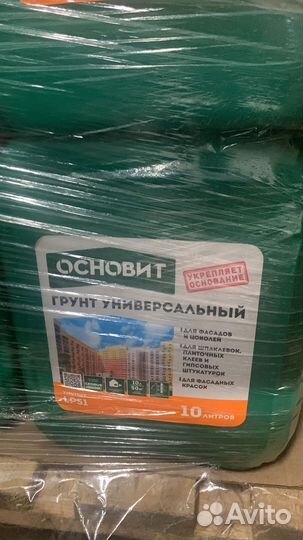 ОСНОВИТ
УКРЕПЛЯЕТ
ОСНОВАНИЕ
ГРУНТ УНИВЕРСАЛЬНЫЙ
ДЛЯ ФАСАДОВ
И ЦОКОЛЕЙ
ДЛЯ ШПАКЛЕВОК,
ПЛИТОЧНЫХ
КЛЕЕВ И
ГИПСОВЫХ
ШТУКАТУРОК
ДЛЯ ФАСАДНЫХ
КРАСОК
LP51
10 ЛИТРОВ
Avito